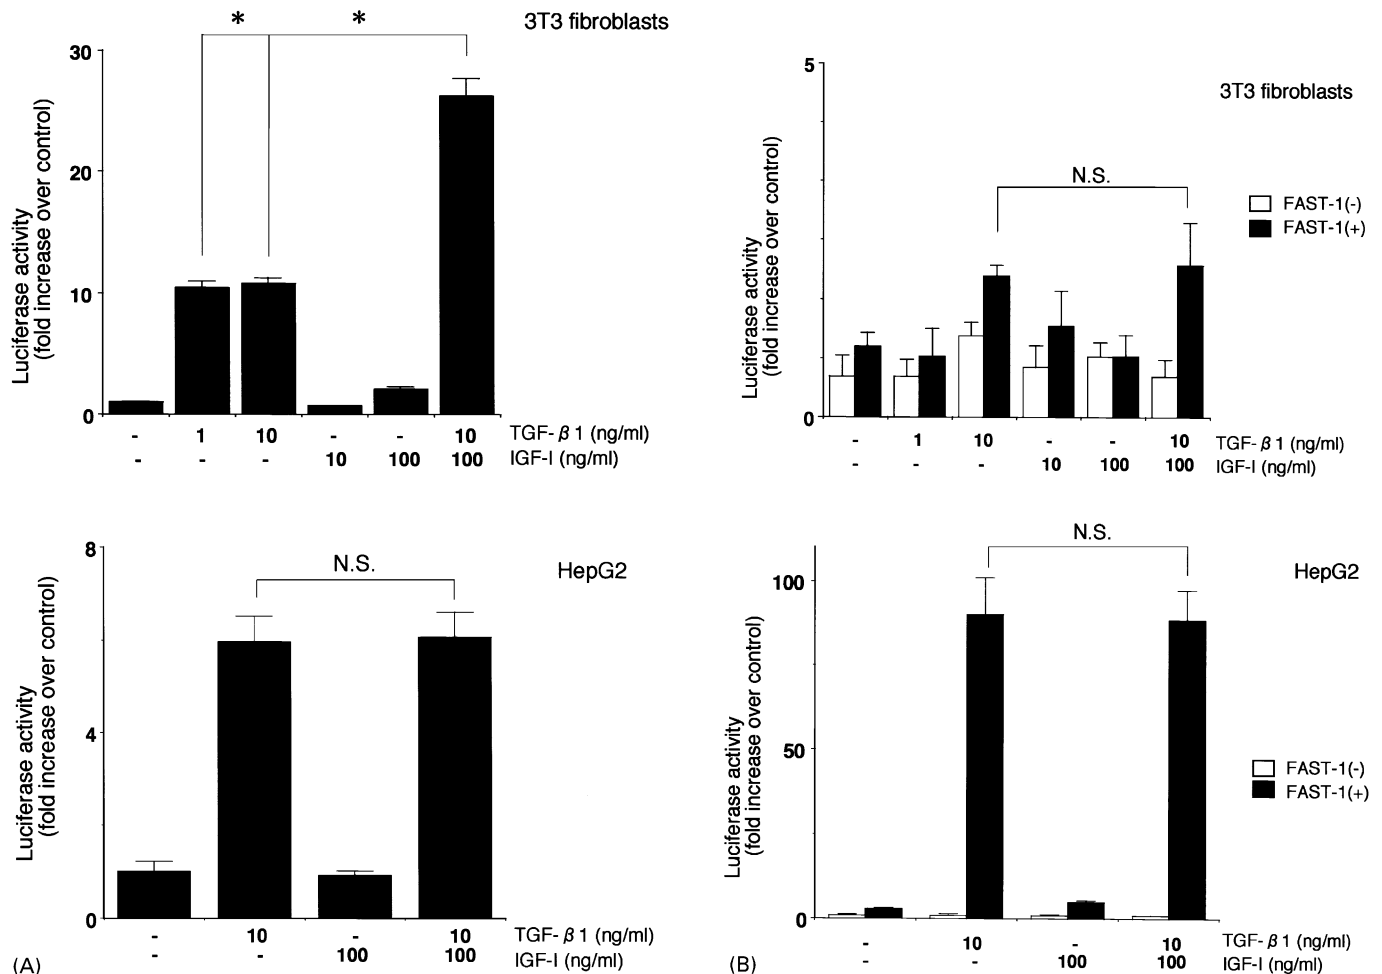 * *
3T3 fibroblasts
30
20
10
0
Luciferase activity
(fold increase over control)
- 1 10 - - 10 TGF-β1 (ng/ml)
- - - 10 100 100 IGF-I (ng/ml)
5
0
3T3 fibroblasts
N.S.
FAST-1(-)
FAST-1(+)
Luciferase activity
(fold increase over control)
- 1 10 - - 10 TGF-β1 (ng/ml)
- - - 10 100 100 IGF-I (ng/ml)
8
4
0
N.S.
HepG2
Luciferase activity
(fold increase over control)
- 10 - 10 TGF-β1 (ng/ml)
- - 100 100 IGF-I (ng/ml)
(A)
N.S.
HepG2
100
50
0
Luciferase activity
(fold increase over control)
FAST-1(-)
FAST-1(+)
- 10 - 10 TGF-β1 (ng/ml)
- - 100 100 IGF-I (ng/ml)
(B)